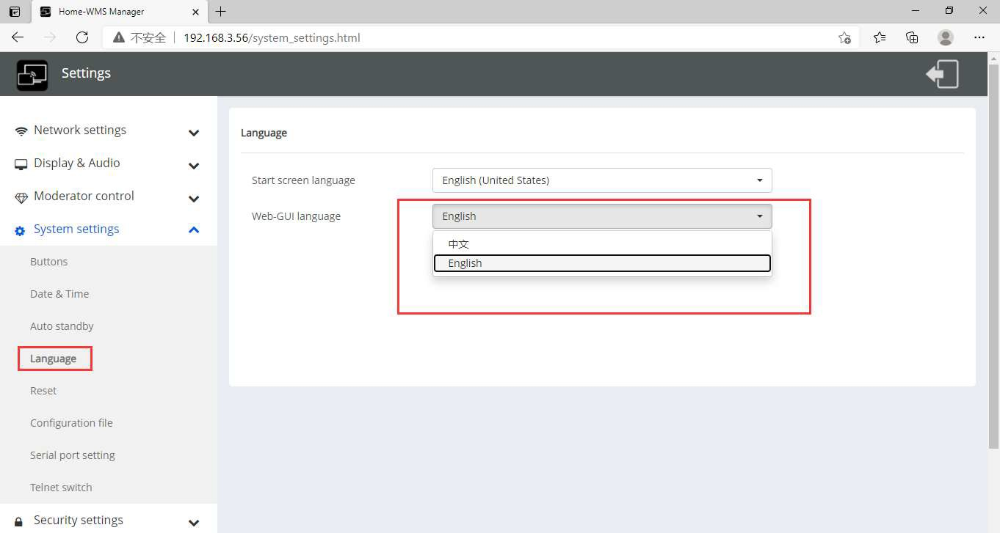 Home-WMS Manager
不安全 192.168.3.56/system_settings.html
Settings
Network settings
Display & Audio
Moderator control
System settings
Buttons
Date & Time
Auto standby
Language
Reset
Configuration file
Serial port setting
Telnet switch
Security settings
Language
Start screen language English (United States)
Web-GUI language English
中文
English